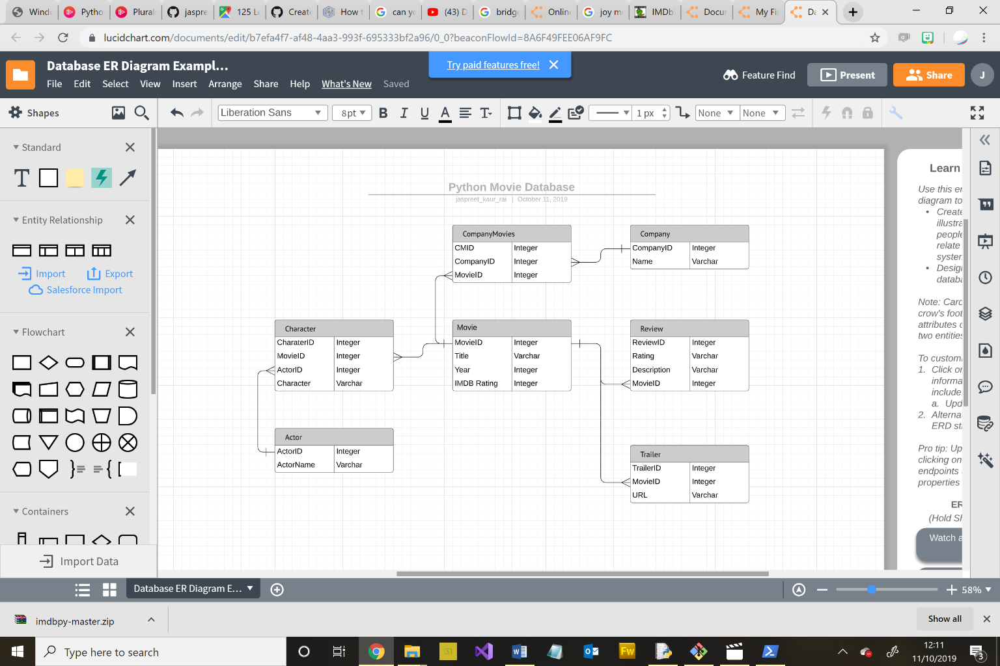 Wind Pytho Plural jaspre 125 L Create How t can y (43) D bridg Onlin joy m IMDb Docu My Fi Da
lucidchart.com/documents/edit/b7efa4f7-af48-4aa3-993f-695333bf2a96/0_0?beaconFlowId=8A6F49FEE06AF9FC
Try paid features free!
Database ER Diagram Exampl...
File Edit Select View Insert Arrange Share Help What's New Saved
Feature Find Present Share J
Shapes
Liberation Sans 8pt B I U A T 1 px None None
Standard
T
Entity Relationship
Import Export
Salesforce Import
Flowchart
Containers
Import Data
Python Movie Database
jaspreet_kaur_rai | October 11, 2019
CompanyMovies
CMID Integer
CompanyID Integer
MovieID Integer
Company
CompanyID Integer
Name Varchar
Character
CharaterID Integer
MovieID Integer
ActorID Integer
Character Varchar
Movie
MovieID Integer
Title Varchar
Year Integer
IMDB Rating Integer
Review
ReviewID Integer
Rating Varchar
Description Varchar
MovieID Integer
Actor
ActorID Integer
ActorName Varchar
Trailer
TrailerID Integer
MovieID Integer
URL Varchar
Learn
Use this er
diagram to
• Create
illustra
people
relate
system
• Desig
databa
Note: Card
crow's foot
attributes o
two entities
To custom
1. Click on
informa
include
a. Upd
2. Alterna
ERD st
Pro tip: Up
clicking on
endpoints
properties
ER
(Hold Sh
Watch a
Database ER Diagram E...
58%
imdbpy-master.zip
Show all
Type here to search
Fw
12:11
11/10/2019
3